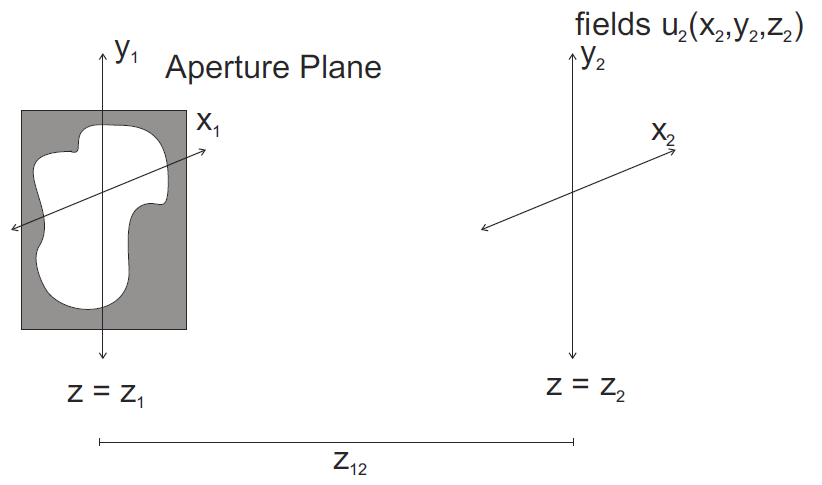 fields u₂(x₂,y₂,z₂)
y₁
Aperture Plane
y₂
x₁
x₂
z = z₁
z = z₂
z₁₂